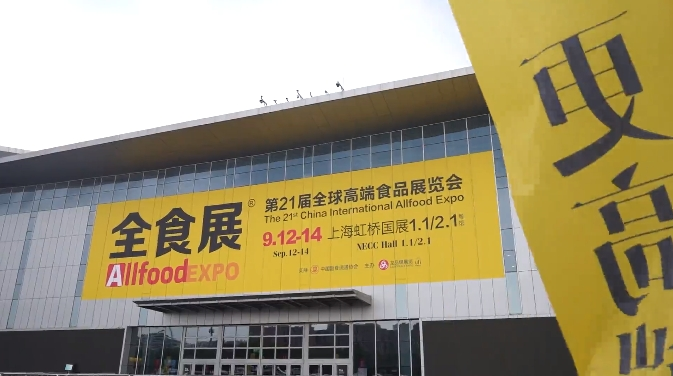 全食展®
AllfoodEXPO
第21届全球高端食品展览会
The 21st China International Allfood Expo
9.12-14 上海虹桥国展1.1/2.1
Sep.12-14 NECC Hall 1.1/2.1
更高